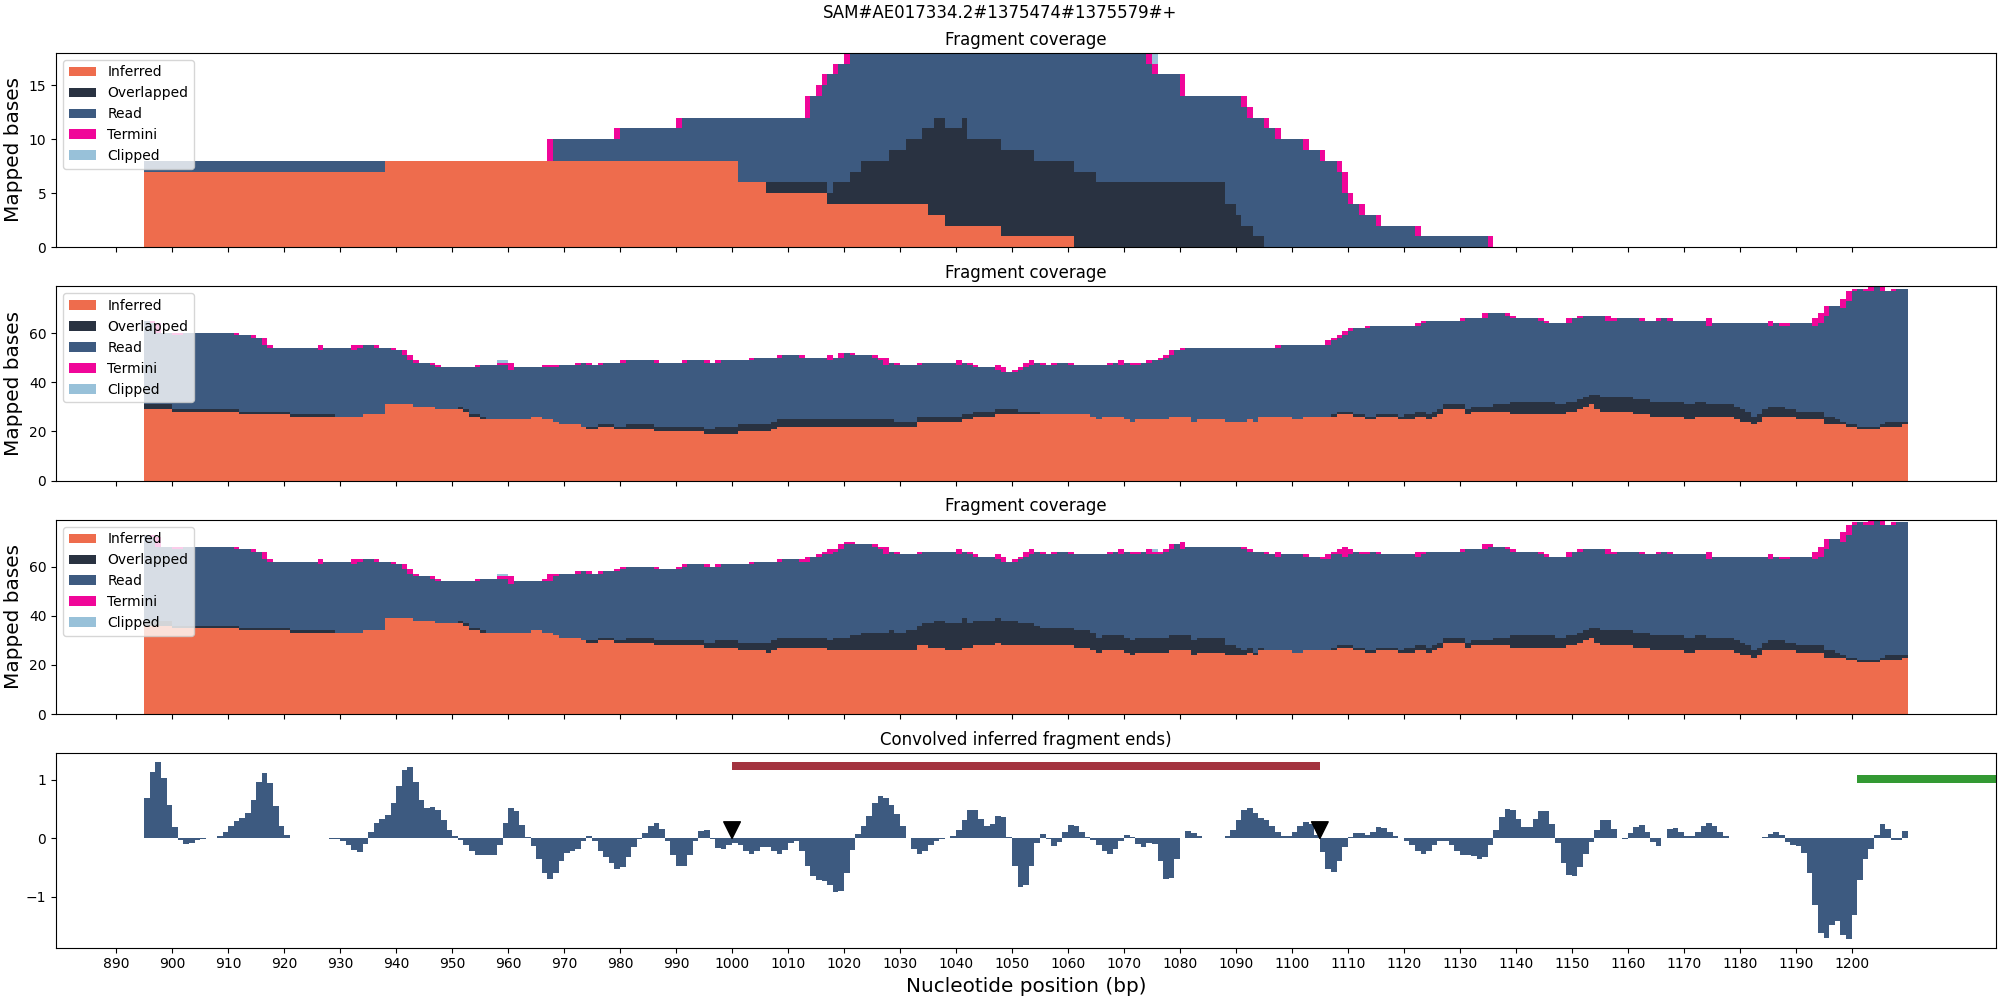 SAM#AE017334.2#1375474#1375579#+
Fragment coverage
Mapped bases
15
10
5
0
Inferred
Overlapped
Read
Termini
Clipped
Fragment coverage
Mapped bases
60
40
20
0
Inferred
Overlapped
Read
Termini
Clipped
Fragment coverage
Mapped bases
60
40
20
0
Inferred
Overlapped
Read
Termini
Clipped
Convolved inferred fragment ends)
1
0
−1
890 900 910 920 930 940 950 960 970 980 990 1000 1010 1020 1030 1040 1050 1060 1070 1080 1090 1100 1110 1120 1130 1140 1150 1160 1170 1180 1190 1200
Nucleotide position (bp)